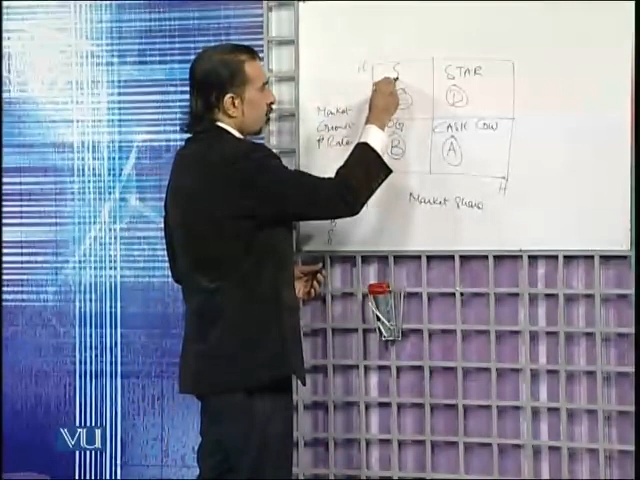 H
S STAR
D
Market
Growth CASH COW
Rate B A
H
Market Share
VU